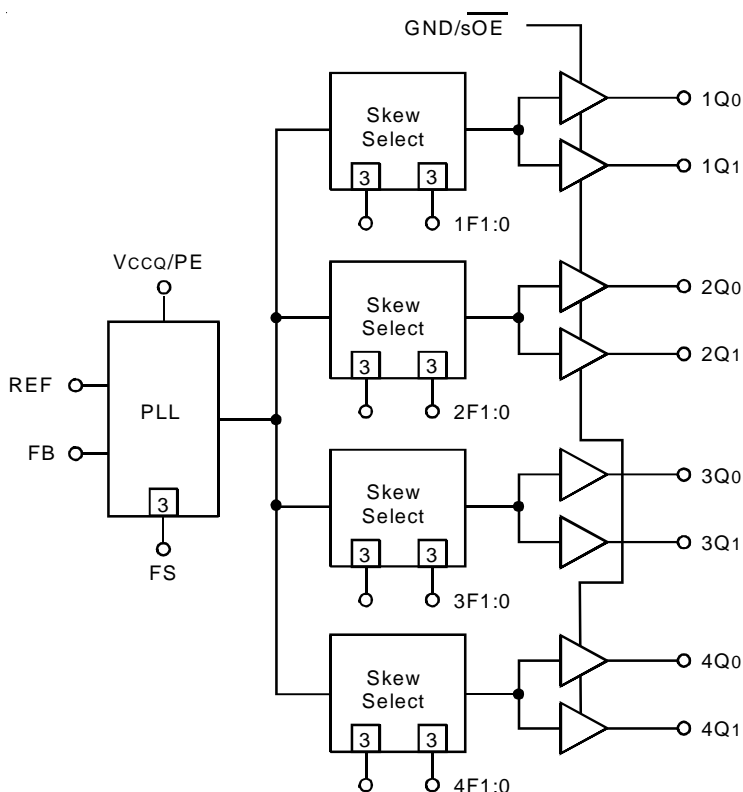 GND/sOE
Skew
Select
3 3
1F1:0
1Q0
1Q1
VCCQ/PE
Skew
Select
3 3
2F1:0
2Q0
2Q1
REF
FB
PLL
3
FS
Skew
Select
3 3
3F1:0
3Q0
3Q1
Skew
Select
3 3
4F1:0
4Q0
4Q1